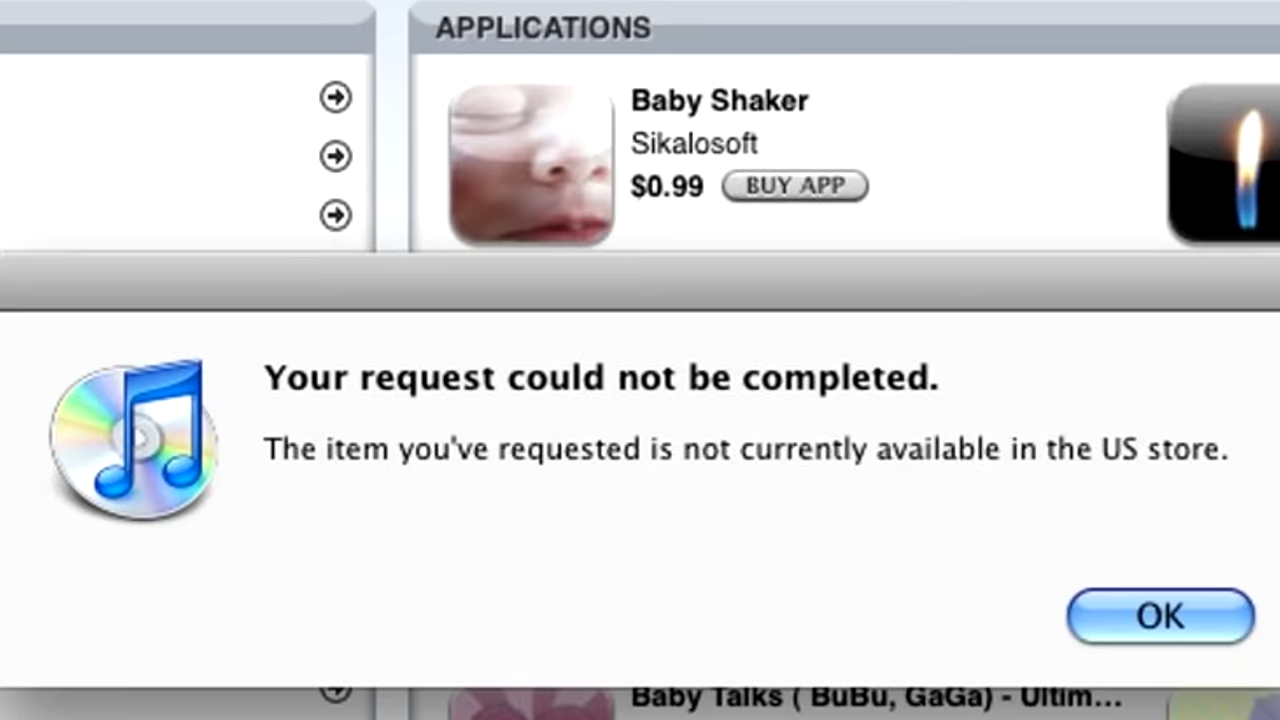 APPLICATIONS
Baby Shaker
Sikalosoft
$0.99 BUY APP
Your request could not be completed.
The item you've requested is not currently available in the US store.
OK
Baby Talks ( BuBu, GaGa) - Ultim...